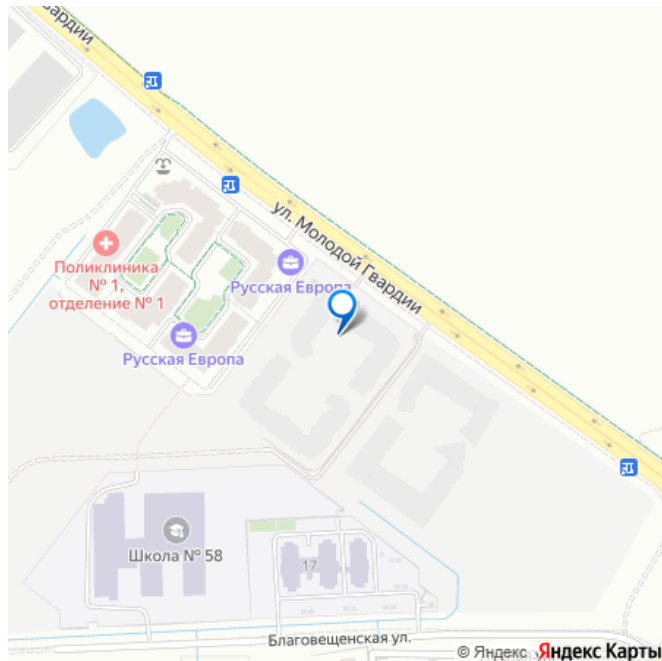 вардии
ул. Молодой Гвардии
Поликлиника
№ 1,
отделение № 1
Русская Европа
Русская Европа
Школа № 58
17
Благовещенская ул.
© Яндекс Яндекс Карты